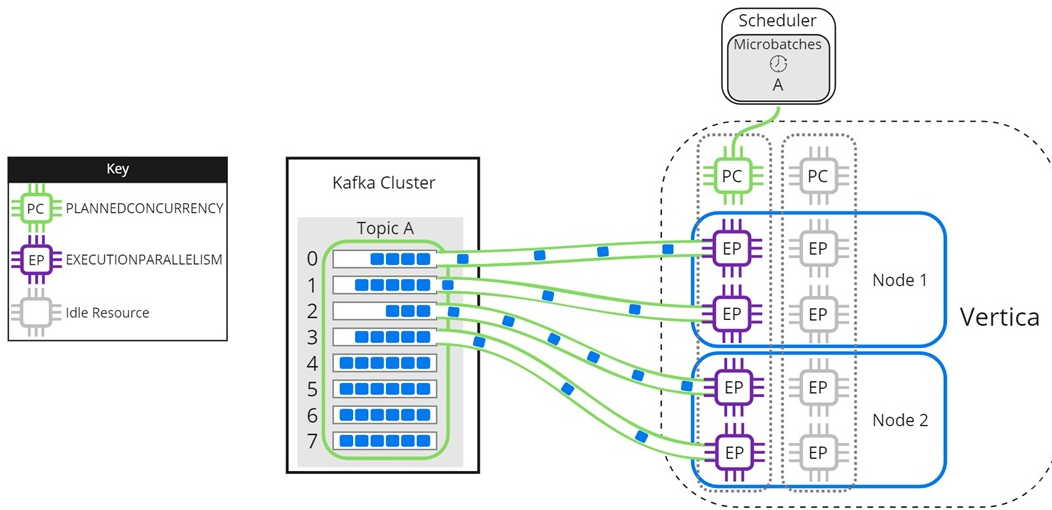 Scheduler
Microbatches
A
Key
PC PLANNEDCONCURRENCY
EP EXECUTIONPARALLELISM
Idle Resource
Kafka Cluster
Topic A
0
1
2
3
4
5
6
7
PC PC
EP EP
Node 1
EP EP
Vertica
EP EP
Node 2
EP EP